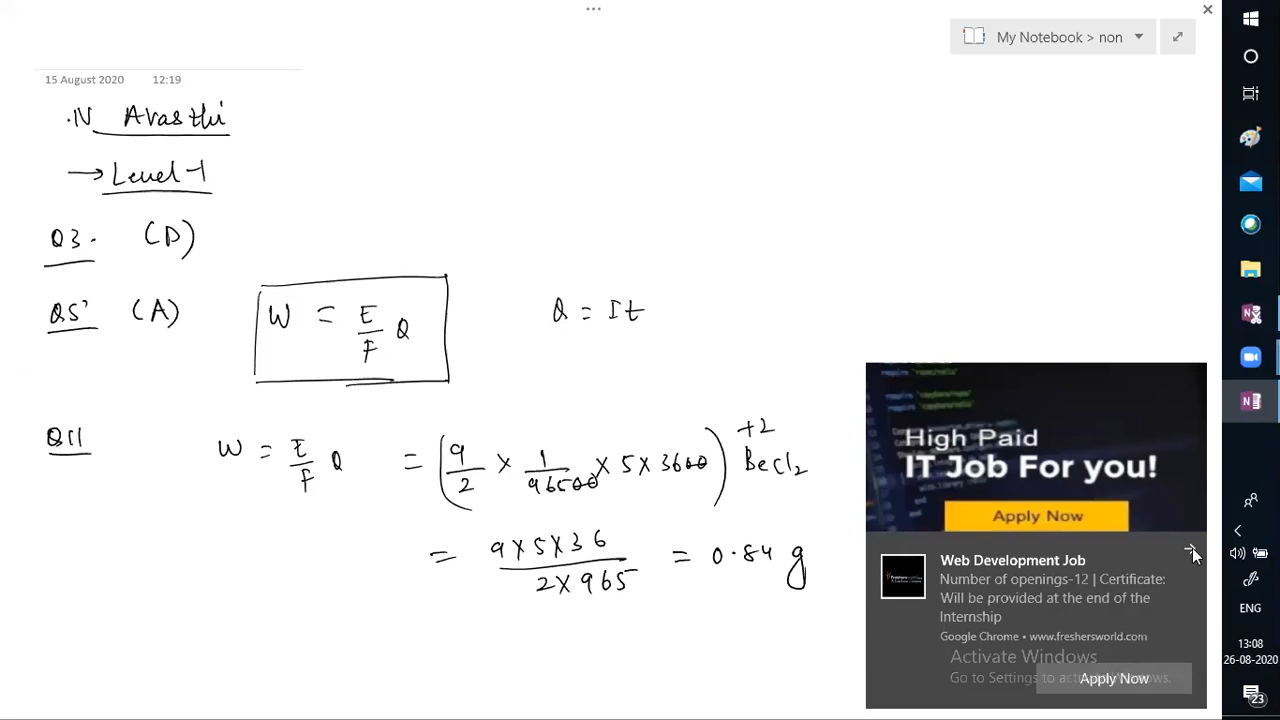 ...
My Notebook > non
15 August 2020 12:19
N Avasthi
→ Level-1
Q3. (D)
Q5 (A) W = E/F Q Q = It
Q11 W = E/F Q = (9/2 × 1/96500 × 5 × 3600) +2 BeCl2
= 9×5×36 / 2×965 = 0.84 g
High Paid
IT Job For you!
Apply Now
Web Development Job
Number of openings-12 | Certificate:
Will be provided at the end of the
Internship
Google Chrome • www.freshersworld.com
Activate Windows
Go to Settings to activate Windows.
Apply Now
ENG
13:08
26-08-2020
23